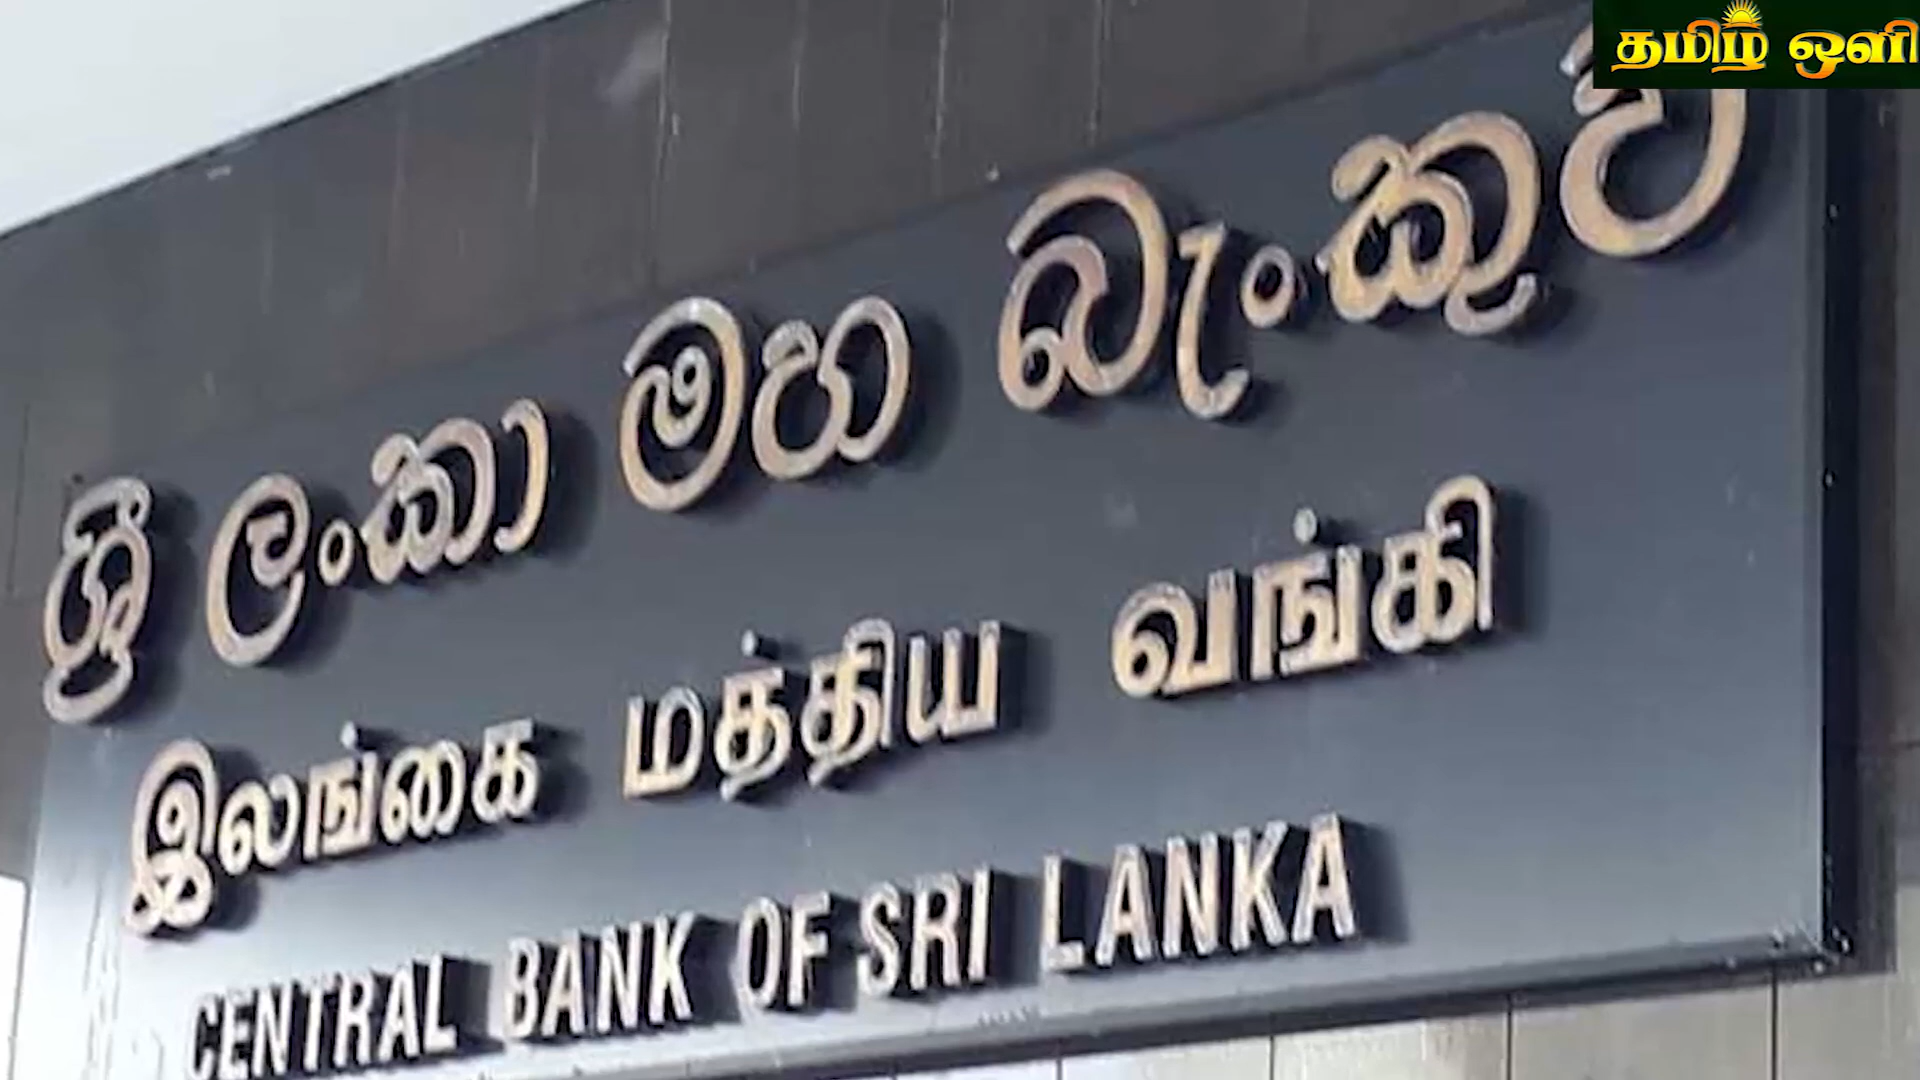 தமிழ் ஒளி
ශ්‍රී ලංකා මහ බැංකුව
இலங்கை மத்திய வங்கி
CENTRAL BANK OF SRI LANKA